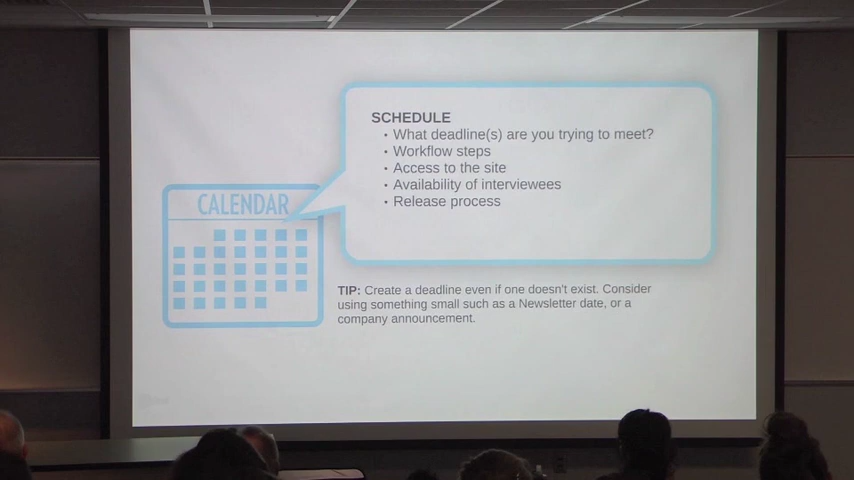 SCHEDULE
• What deadline(s) are you trying to meet?
• Workflow steps
• Access to the site
• Availability of interviewees
• Release process
CALENDAR
TIP: Create a deadline even if one doesn't exist. Consider
using something small such as a Newsletter date, or a
company announcement.